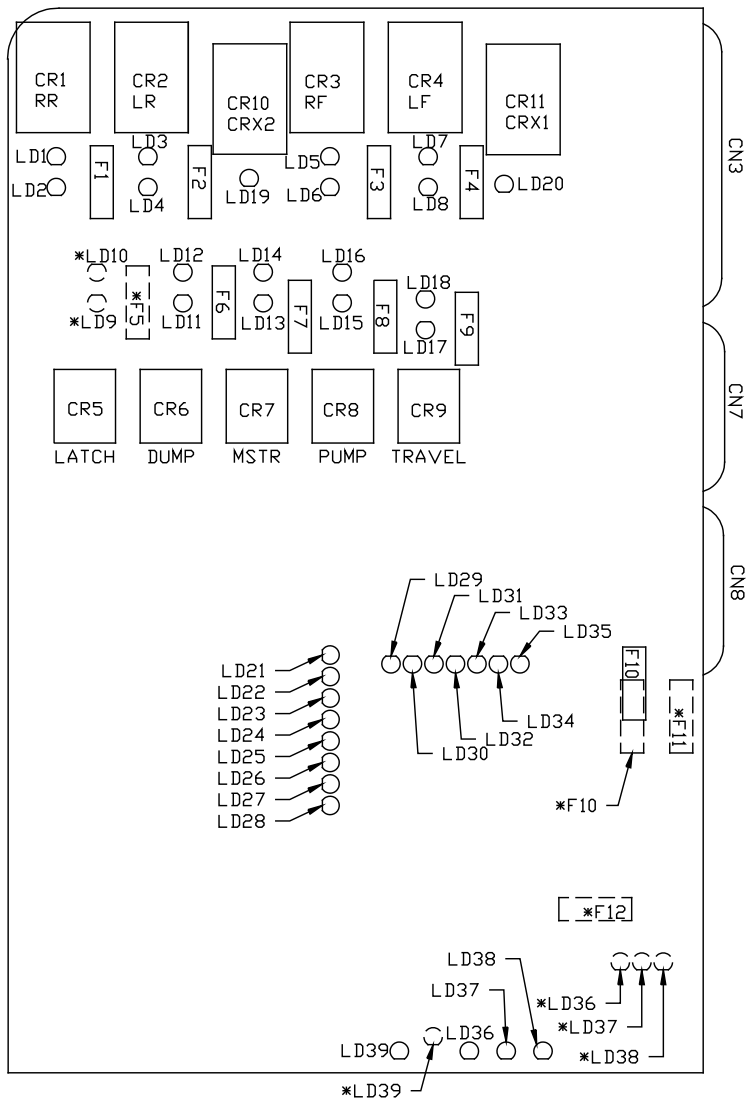 CR1
RR
CR2
LR
CR10
CRX2
CR3
RF
CR4
LF
CR11
CRX1
CN3
LD1
LD2
F1
LD3
LD4
F2
LD19
LD5
LD6
F3
LD7
LD8
F4
LD20
*LD10
*LD9
*F5
LD12
LD11
F6
LD14
LD13
F7
LD16
LD15
F8
LD18
LD17
F9
CN7
CR5
LATCH
CR6
DUMP
CR7
MSTR
CR8
PUMP
CR9
TRAVEL
CN8
LD29
LD31
LD33
LD35
LD21
LD22
LD23
LD24
LD25
LD26
LD27
LD28
LD34
LD32
LD30
F10
*F11
*F10
*F12
LD38
LD37
LD36
LD39
*LD39
*LD36
*LD37
*LD38